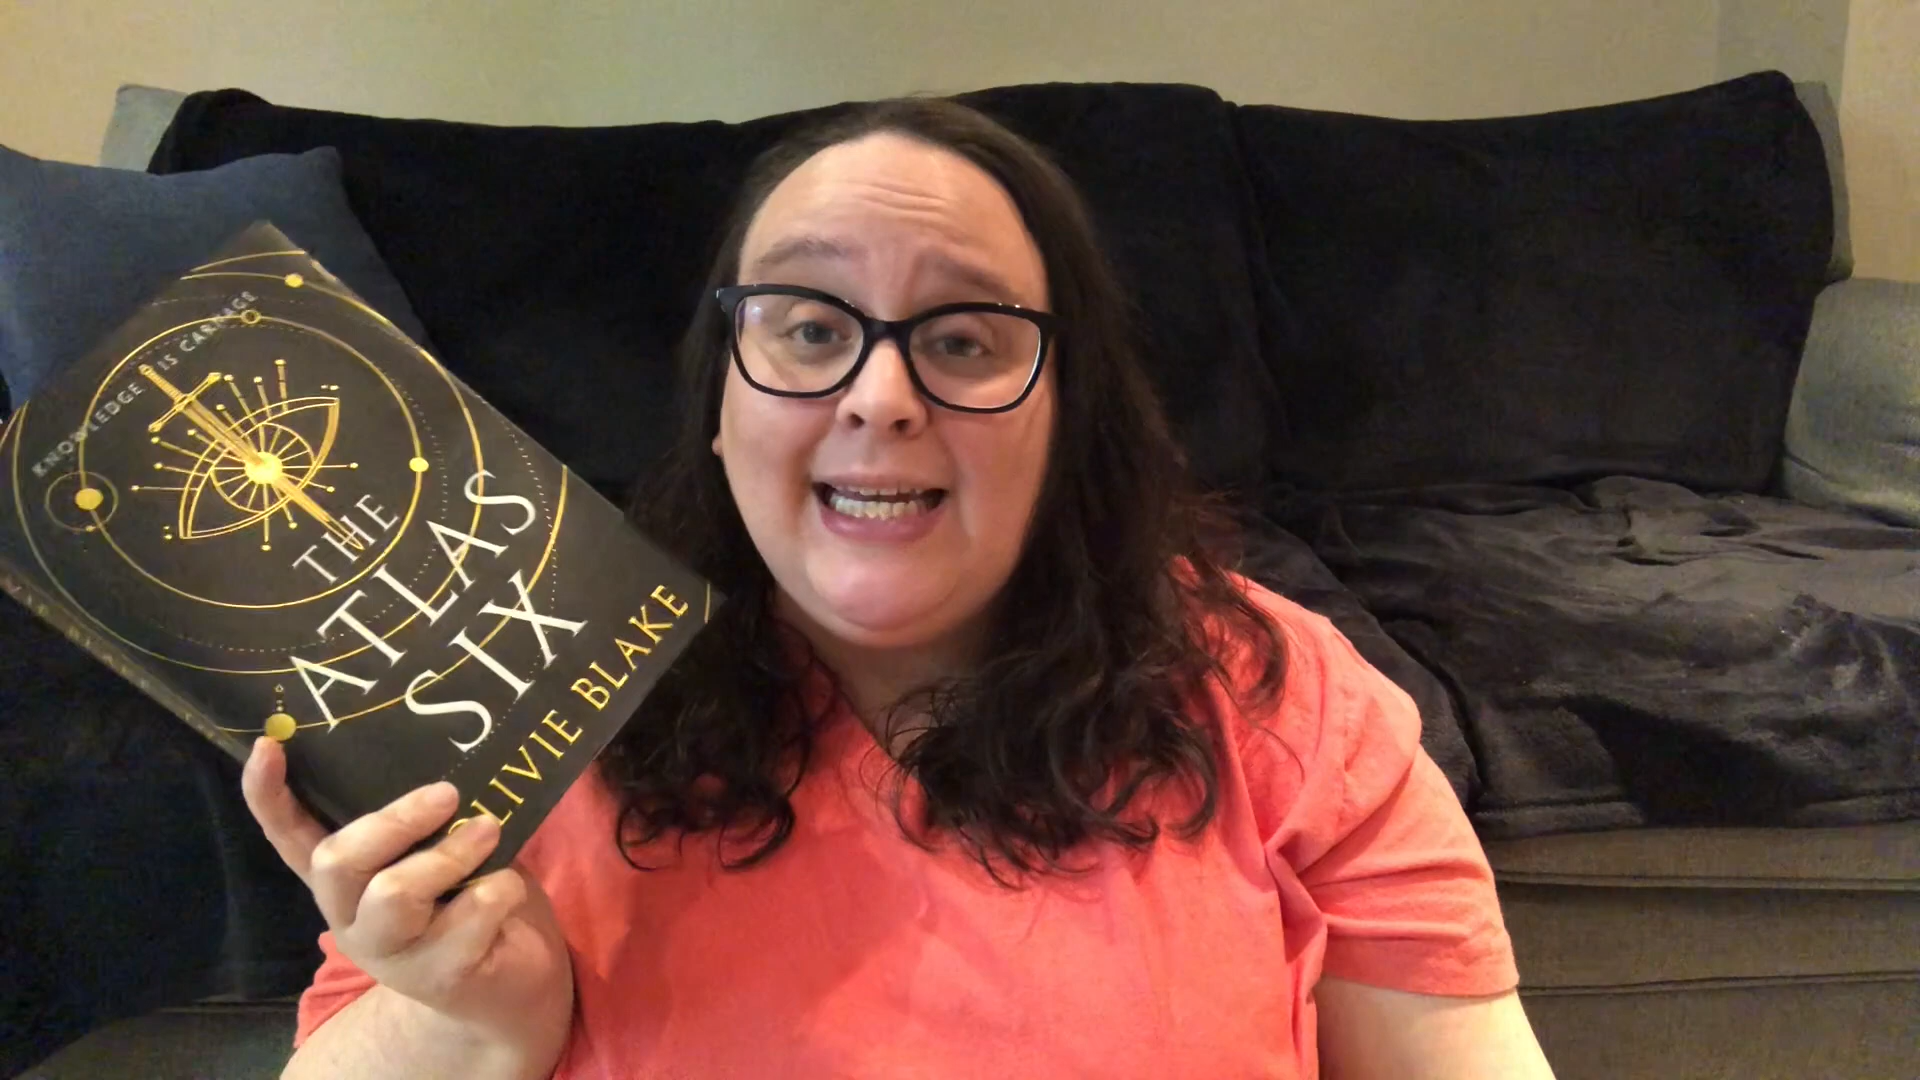 KNOWLEDGE IS CARNAGE
THE
ATLAS
SIX
OLIVIE BLAKE